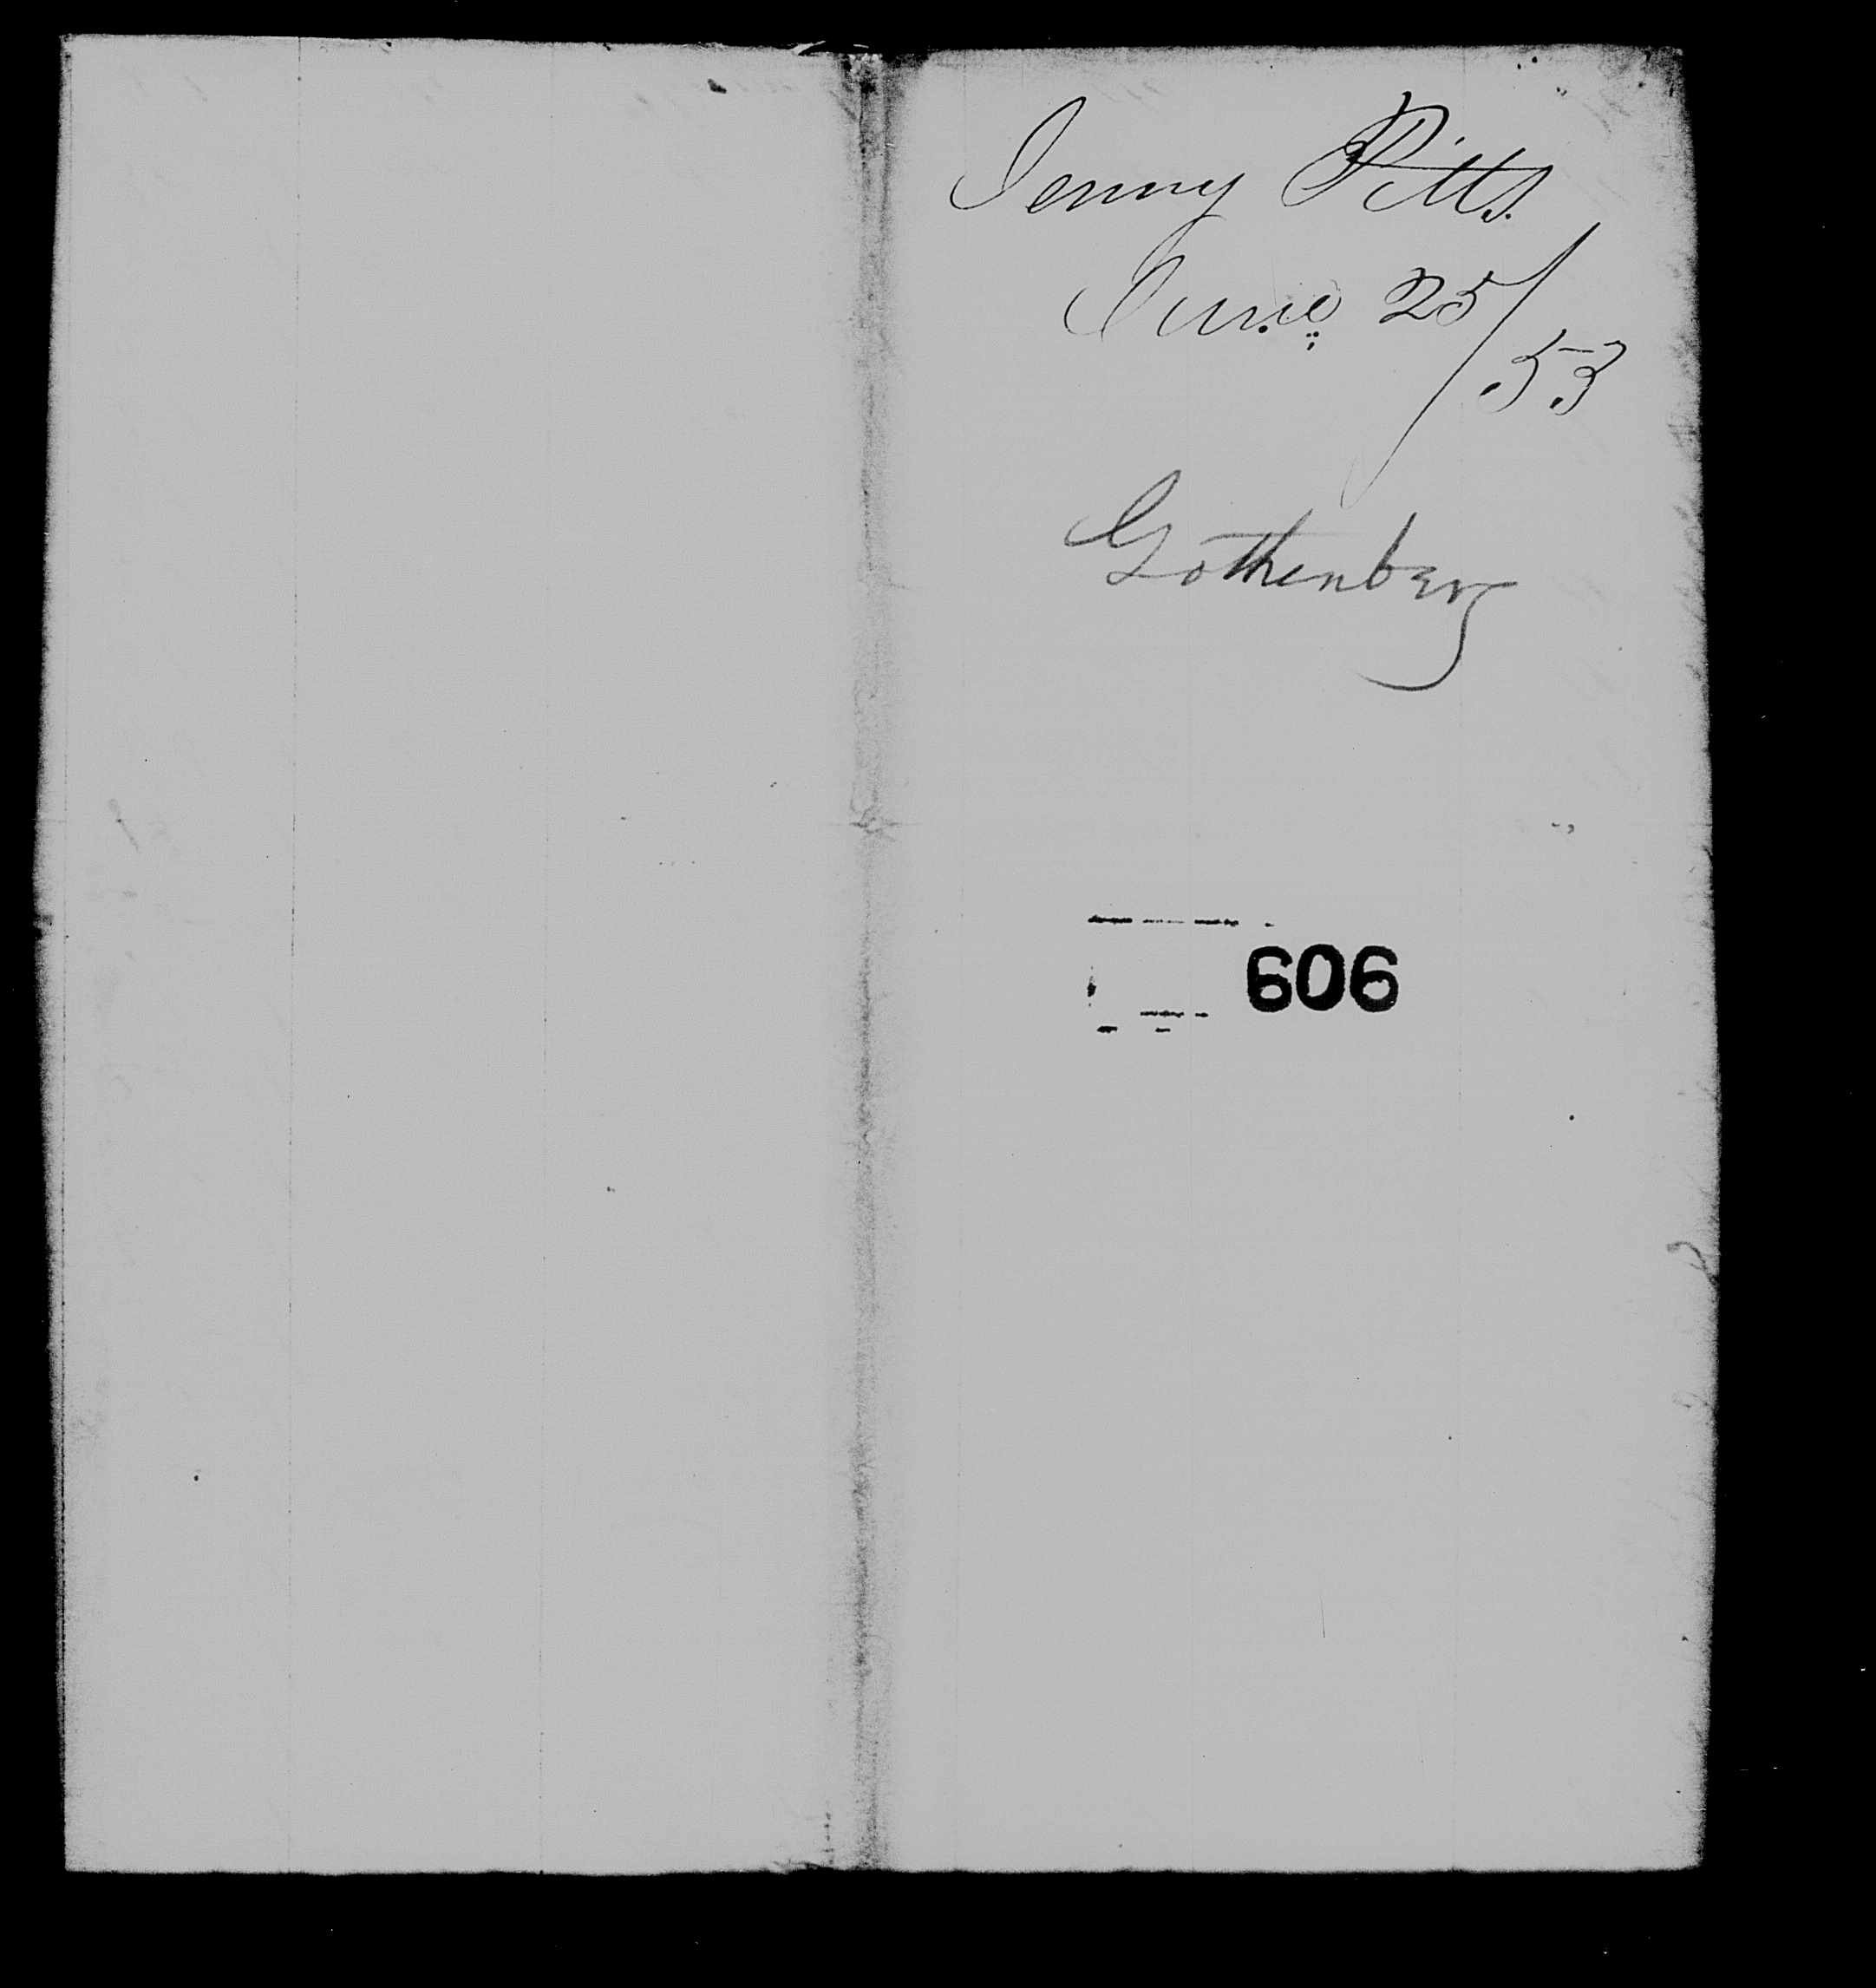 Jenny Pitts.
June 25/53
Gothenburg
606